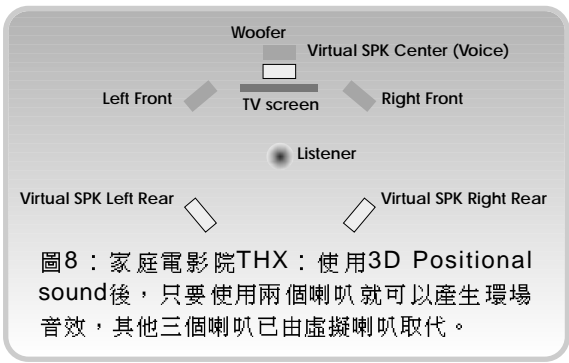 Woofer
Virtual SPK Center (Voice)
Left Front
TV screen
Right Front
Listener
Virtual SPK Left Rear
Virtual SPK Right Rear
圖8：家庭電影院THX：使用3D Positional
sound後，只要使用兩個喇叭就可以產生環場
音效，其他三個喇叭已由虛擬喇叭取代。